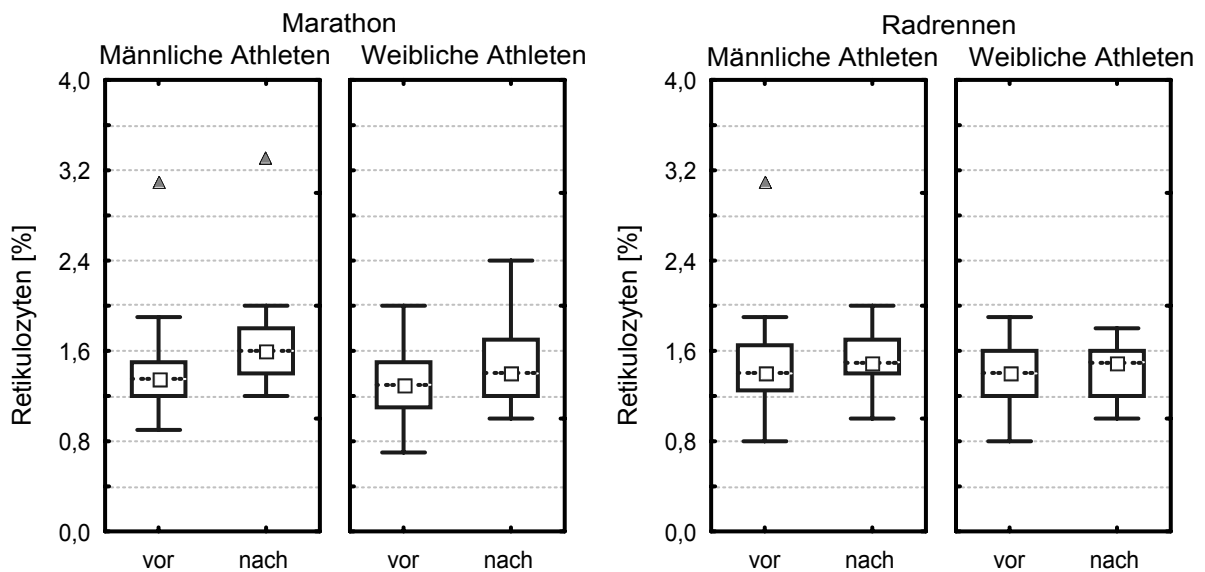 Marathon
Männliche Athleten Weibliche Athleten
4,0
3,2
2,4
1,6
0,8
0,0
Retikulozyten [%]
vor nach vor nach
Radrennen
Männliche Athleten Weibliche Athleten
4,0
3,2
2,4
1,6
0,8
0,0
Retikulozyten [%]
vor nach vor nach